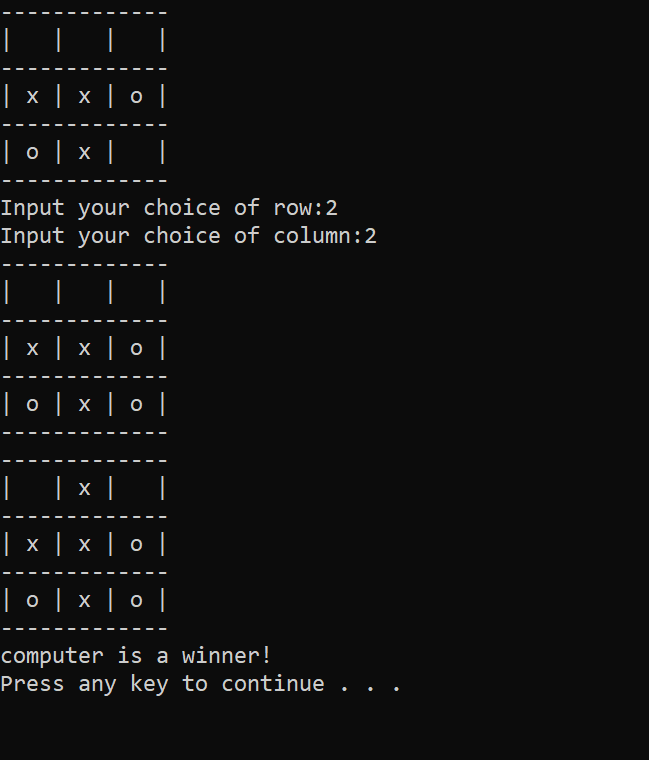 -------------
|   |   |   |
-------------
| x | x | o |
-------------
| o | x |   |
-------------
Input your choice of row:2
Input your choice of column:2
-------------
|   |   |   |
-------------
| x | x | o |
-------------
| o | x | o |
-------------
-------------
|   | x |   |
-------------
| x | x | o |
-------------
| o | x | o |
-------------
computer is a winner!
Press any key to continue . . .